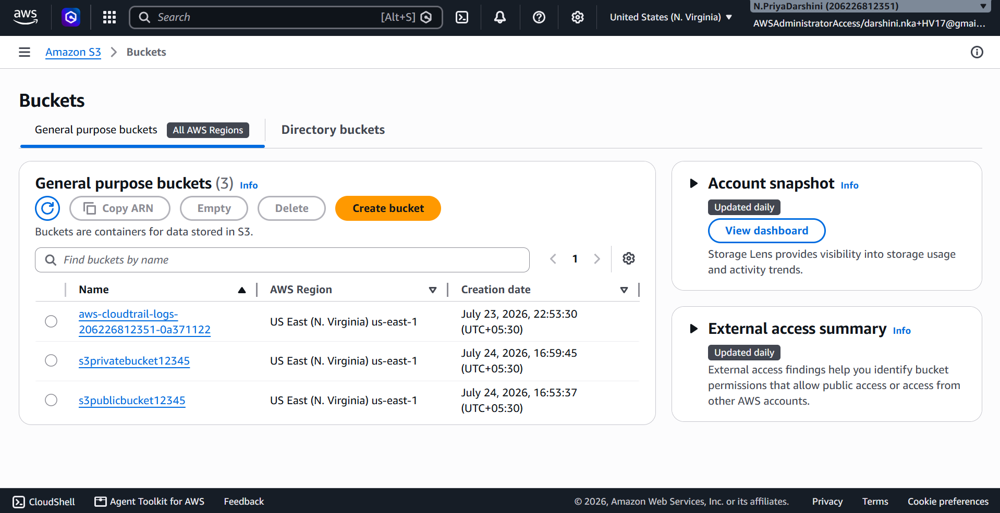 aws
Search
[Alt+S]
United States (N. Virginia)
N.PriyaDarshini (206226812351)
AWSAdministratorAccess/darshini.nka+HV17@gmai...
Amazon S3
Buckets
Buckets
General purpose buckets
All AWS Regions
Directory buckets
General purpose buckets (3) Info
Copy ARN
Empty
Delete
Create bucket
Buckets are containers for data stored in S3.
Find buckets by name
1
Name
AWS Region
Creation date
aws-cloudtrail-logs-
206226812351-0a371122
US East (N. Virginia) us-east-1
July 23, 2026, 22:53:30
(UTC+05:30)
s3privatebucket12345
US East (N. Virginia) us-east-1
July 24, 2026, 16:59:45
(UTC+05:30)
s3publicbucket12345
US East (N. Virginia) us-east-1
July 24, 2026, 16:53:37
(UTC+05:30)
Account snapshot Info
Updated daily
View dashboard
Storage Lens provides visibility into storage usage
and activity trends.
External access summary Info
Updated daily
External access findings help you identify bucket
permissions that allow public access or access from
other AWS accounts.
CloudShell
Agent Toolkit for AWS
Feedback
© 2026, Amazon Web Services, Inc. or its affiliates.
Privacy
Terms
Cookie preferences